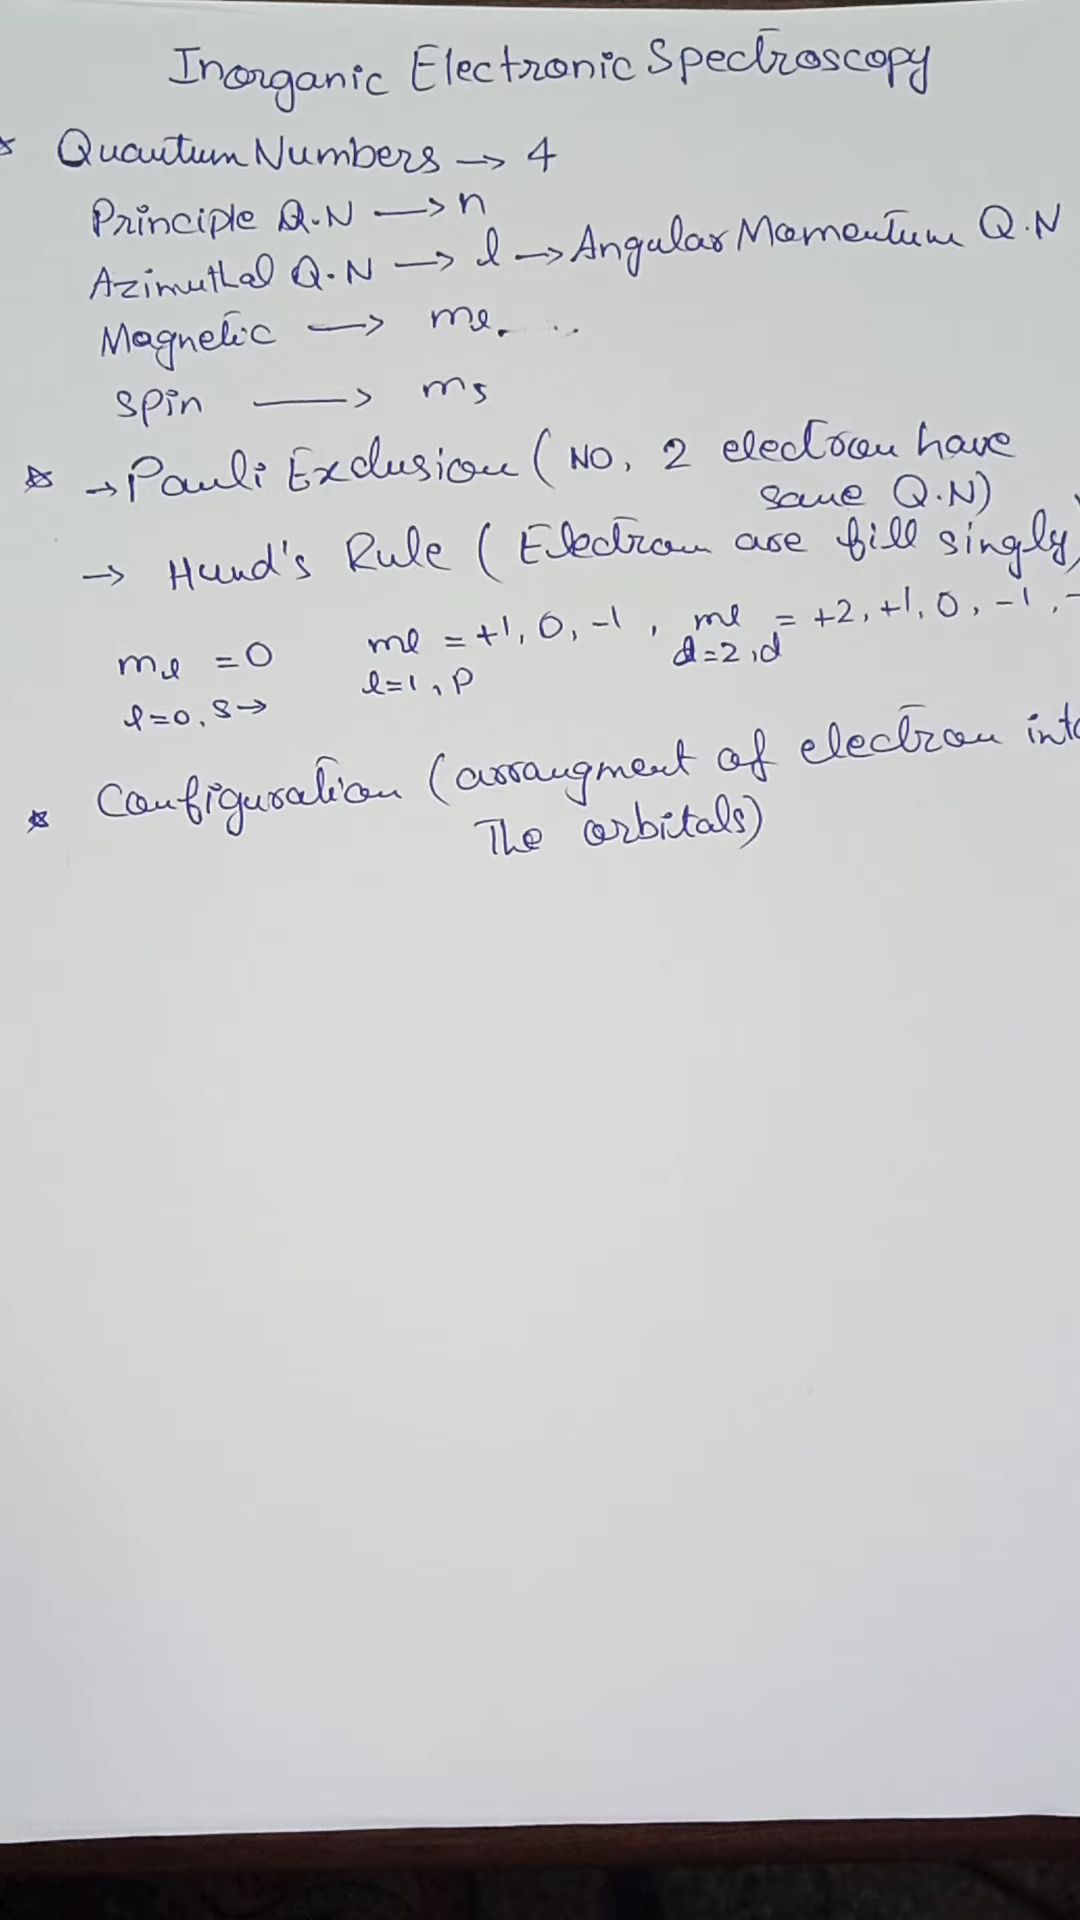 Inorganic Electronic Spectroscopy
Quantum Numbers → 4
Principle Q.N → n
Azimuthal Q.N → l → Angular Momentum Q.N
Magnetic → ml.
Spin → ms
→ Pauli Exclusion (NO, 2 electron have
same Q.N)
→ Hund's Rule (Electron are fill singly)
ml = 0 ml = +1, 0, -1, ml = +2, +1, 0, -1, -
l=0, s→ l=1, p d=2, d
Configuration (arrangment of electron into
The orbitals)